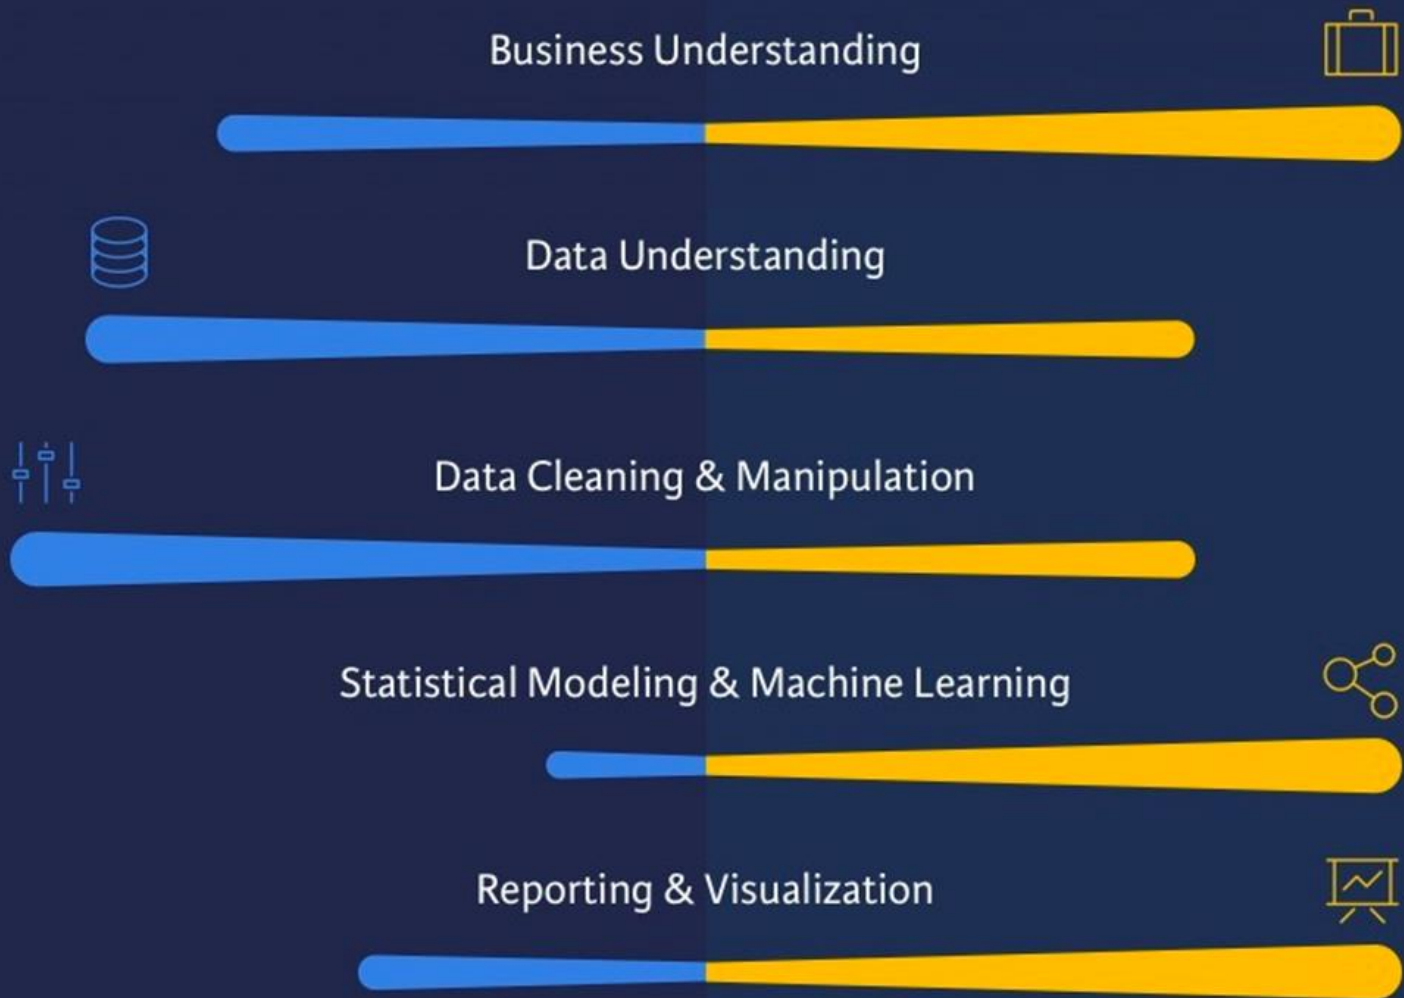 Business Understanding
Data Understanding
Data Cleaning & Manipulation
Statistical Modeling & Machine Learning
Reporting & Visualization